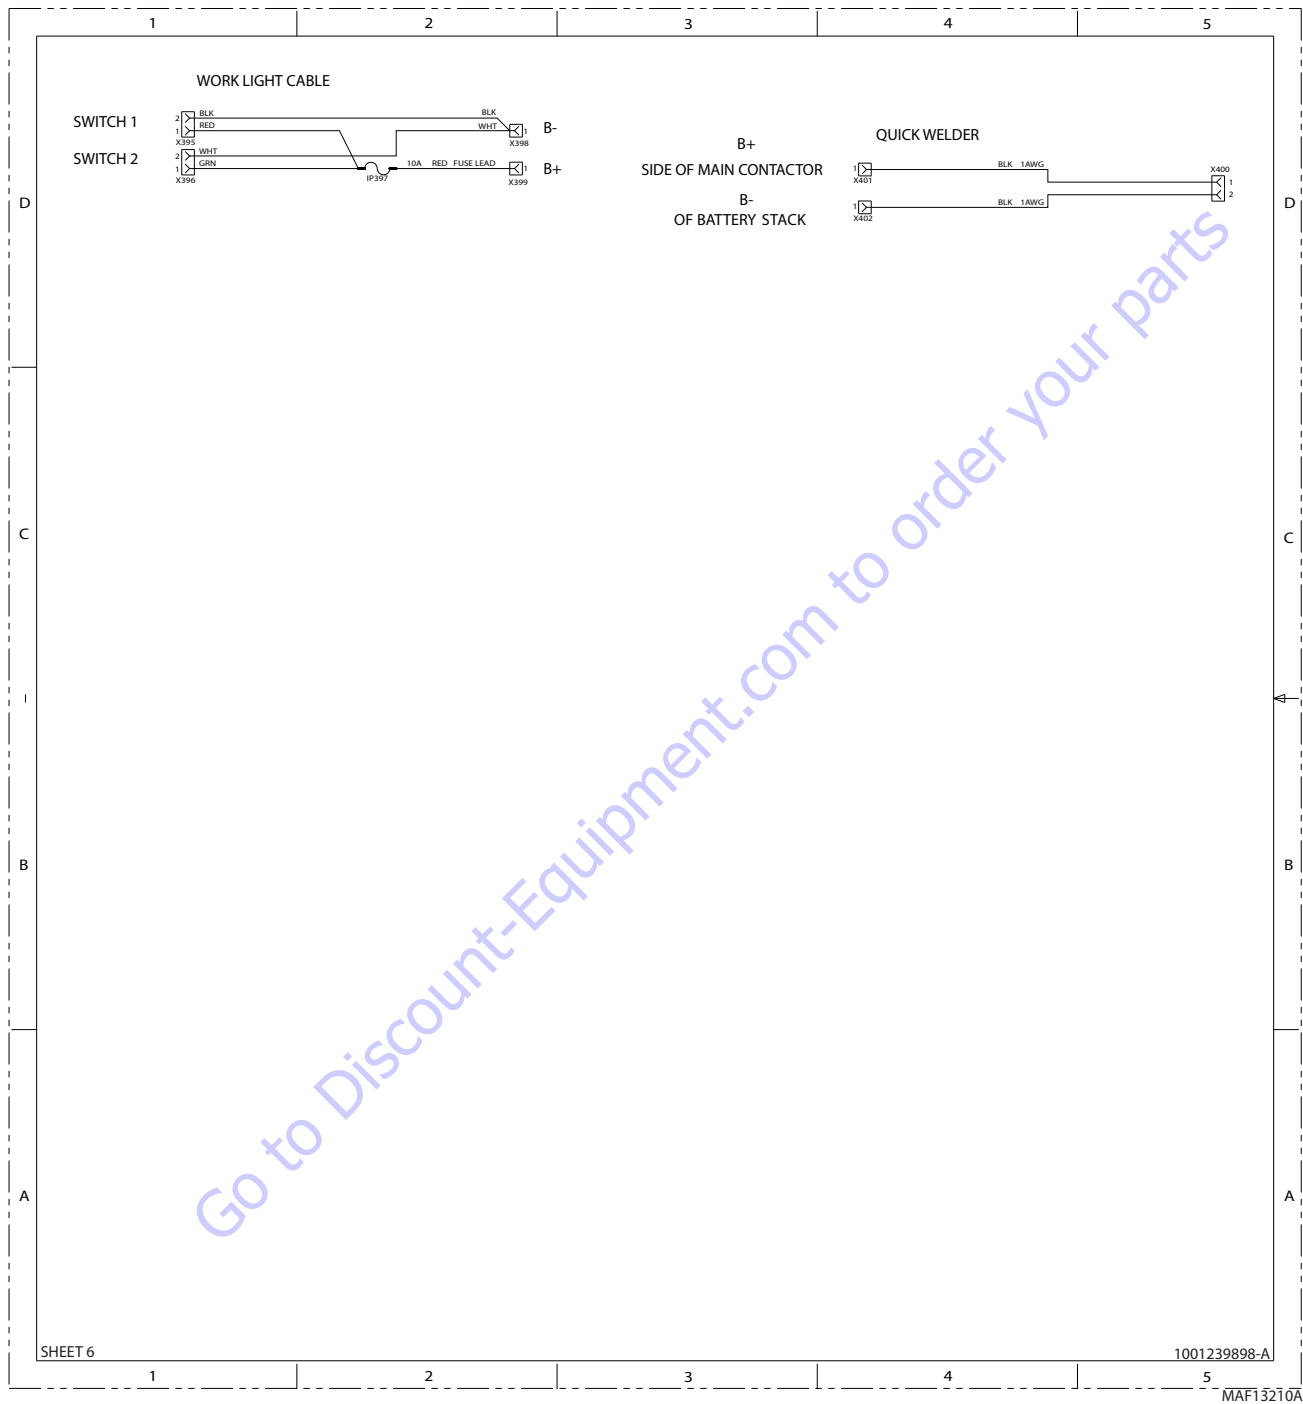 1 2 3 4 5
WORK LIGHT CABLE
SWITCH 1
2 BLK
1 RED
X395
SWITCH 2
2 WHT
1 GRN
X396
IP397
BLK
WHT 1
X398
B-
10A RED FUSE LEAD 1
X399
B+
B+
SIDE OF MAIN CONTACTOR
B-
OF BATTERY STACK
QUICK WELDER
1
X401
BLK 1AWG
1
X402
BLK 1AWG
X400
1
2
D D
C C
B B
A A
Go to Discount-Equipment.com to order your parts
SHEET 6
1001239898-A
1 2 3 4 5
MAF13210A